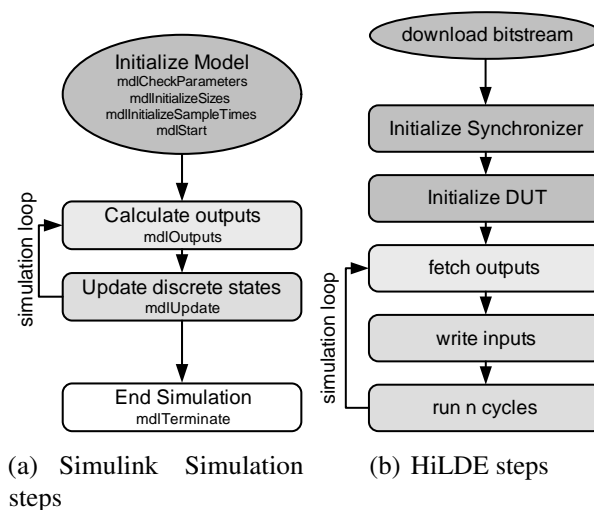 Initialize Model
mdlCheckParameters
mdlInitializeSizes
mdlInitializeSampleTimes
mdlStart
Calculate outputs
mdlOutputs
Update discrete states
mdlUpdate
simulation loop
End Simulation
mdlTerminate
(a) Simulink Simulation
steps
download bitstream
Initialize Synchronizer
Initialize DUT
fetch outputs
write inputs
run n cycles
simulation loop
(b) HiLDE steps